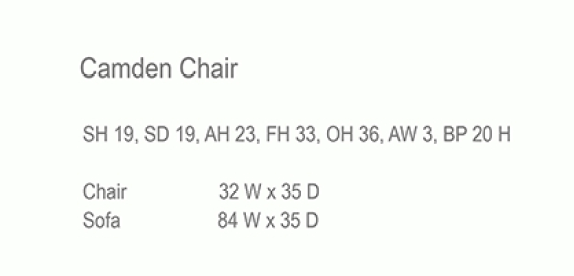 Camden Chair
SH 19, SD 19, AH 23, FH 33, OH 36, AW 3, BP 20 H
Chair 32 W x 35 D
Sofa 84 W x 35 D